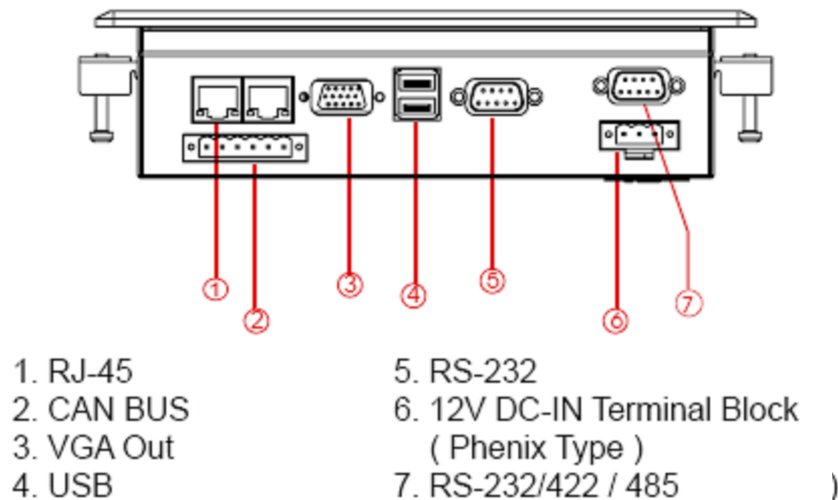 ① ② ③ ④ ⑤ ⑥ ⑦
1. RJ-45
2. CAN BUS
3. VGA Out
4. USB
5. RS-232
6. 12V DC-IN Terminal Block
( Phenix Type )
7. RS-232/422 / 485 )